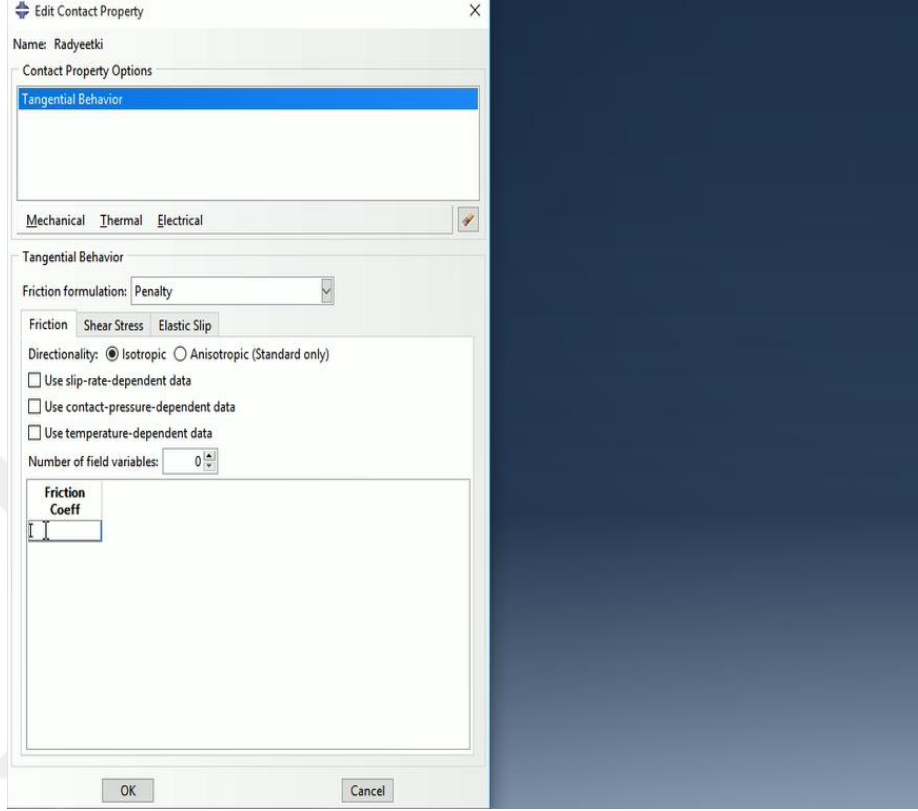 Edit Contact Property
Name: Radyeetki
Contact Property Options
Tangential Behavior
Mechanical Thermal Electrical
Tangential Behavior
Friction formulation: Penalty
Friction Shear Stress Elastic Slip
Directionality: Isotropic Anisotropic (Standard only)
Use slip-rate-dependent data
Use contact-pressure-dependent data
Use temperature-dependent data
Number of field variables: 0
Friction
Coeff
OK Cancel